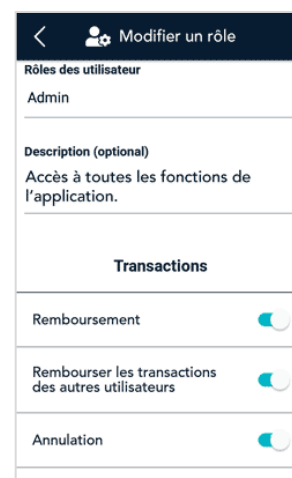 Modifier un rôle
Rôles des utilisateur
Admin
Description (optional)
Accès à toutes les fonctions de
l'application.
Transactions
Remboursement
Rembourser les transactions
des autres utilisateurs
Annulation